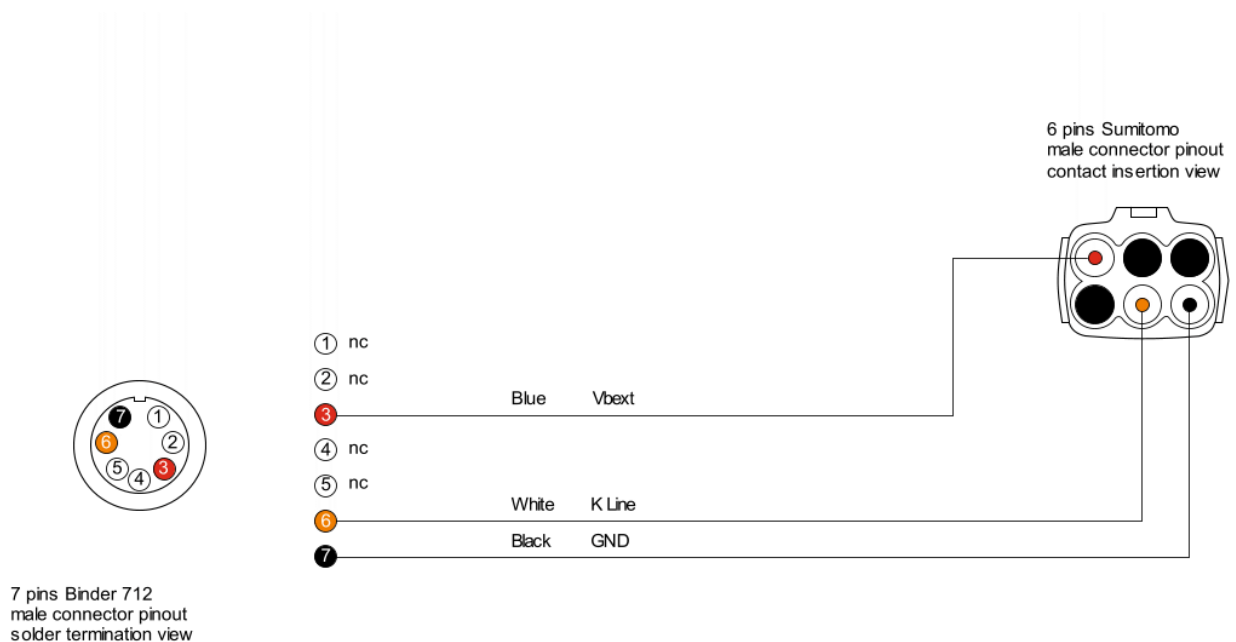 6 pins Sumitomo
male connector pinout
contact insertion view
1 nc
2 nc
Blue Vbext
3
4 nc
5 nc
White K Line
6
Black GND
7
7 1
6 2
5 4 3
7 pins Binder 712
male connector pinout
solder termination view